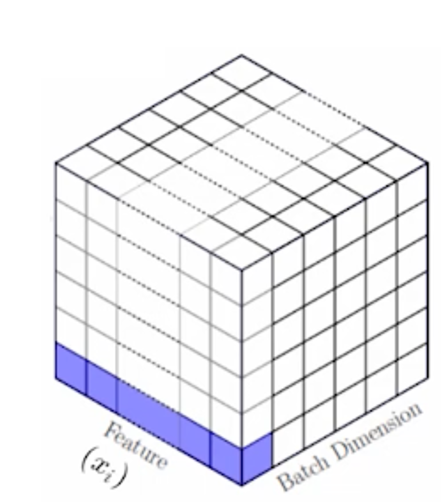 Feature
(x_i)
Batch Dimension